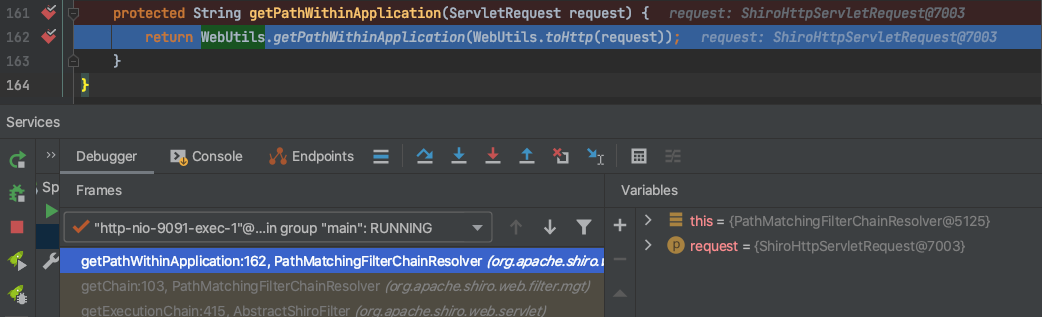 161 protected String getPathWithinApplication(ServletRequest request) { request: ShiroHttpServletRequest@7003
162 return WebUtils.getPathWithinApplication(WebUtils.toHttp(request)); request: ShiroHttpServletRequest@7003
163 }
164 }
Services
Sp
Debugger Console Endpoints
Frames
"http-nio-9091-exec-1"@...in group "main": RUNNING
getPathWithinApplication:162, PathMatchingFilterChainResolver (org.apache.shiro.
getChain:103, PathMatchingFilterChainResolver (org.apache.shiro.web.filter.mgt)
getExecutionChain:415, AbstractShiroFilter (org.apache.shiro.web.servlet)
Variables
this = {PathMatchingFilterChainResolver@5125}
request = {ShiroHttpServletRequest@7003}